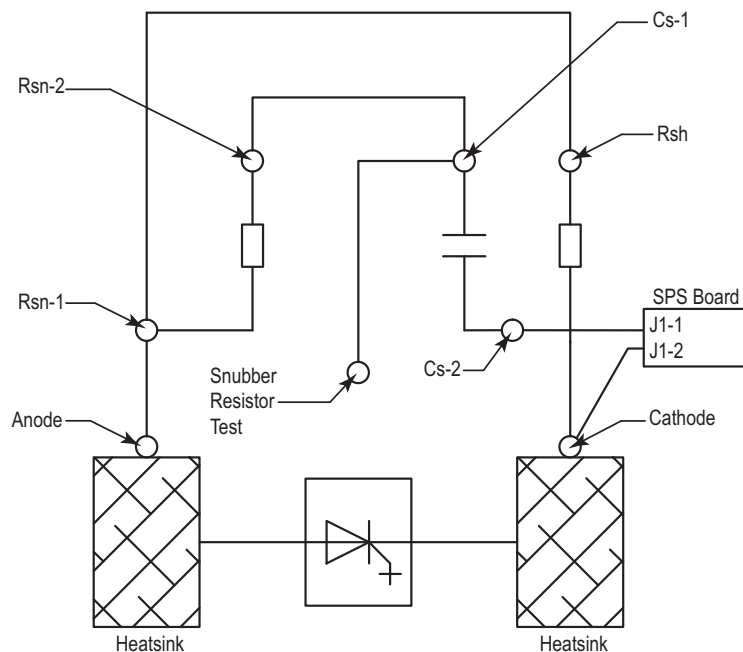 Cs-1
Rsn-2
Rsh
Rsn-1
SPS Board
J1-1
J1-2
Snubber
Resistor
Test
Cs-2
Anode
Cathode
Heatsink
Heatsink